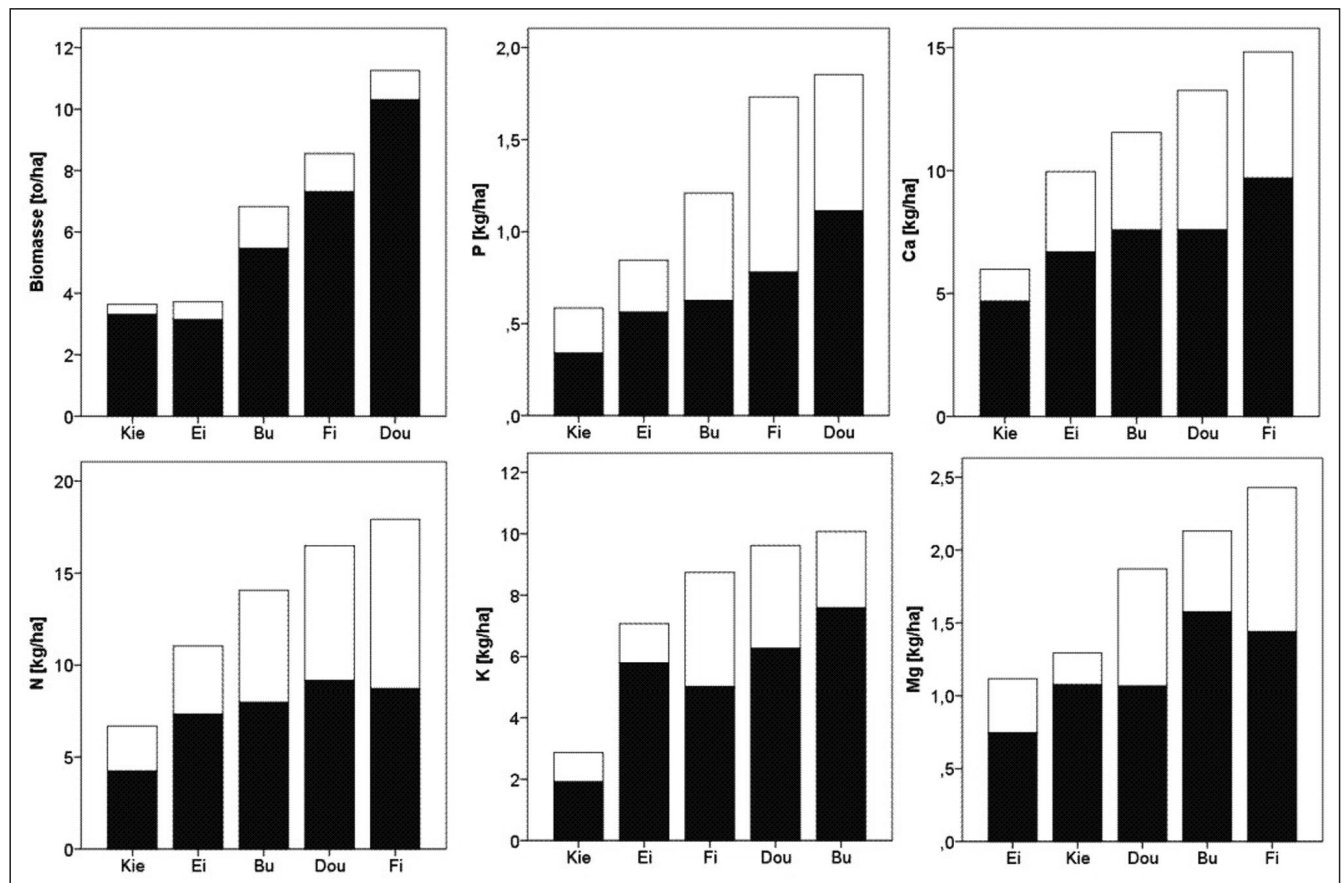 Biomasse [to/ha]
12
10
8
6
4
2
0
Kie Ei Bu Fi Dou
P [kg/ha]
2,0
1,5
1,0
,5
,0
Kie Ei Bu Fi Dou
Ca [kg/ha]
15
10
5
0
Kie Ei Bu Dou Fi
N [kg/ha]
20
15
10
5
0
Kie Ei Bu Dou Fi
K [kg/ha]
12
10
8
6
4
2
0
Kie Ei Fi Dou Bu
Mg [kg/ha]
2,5
2,0
1,5
1,0
,5
,0
Ei Kie Dou Bu Fi